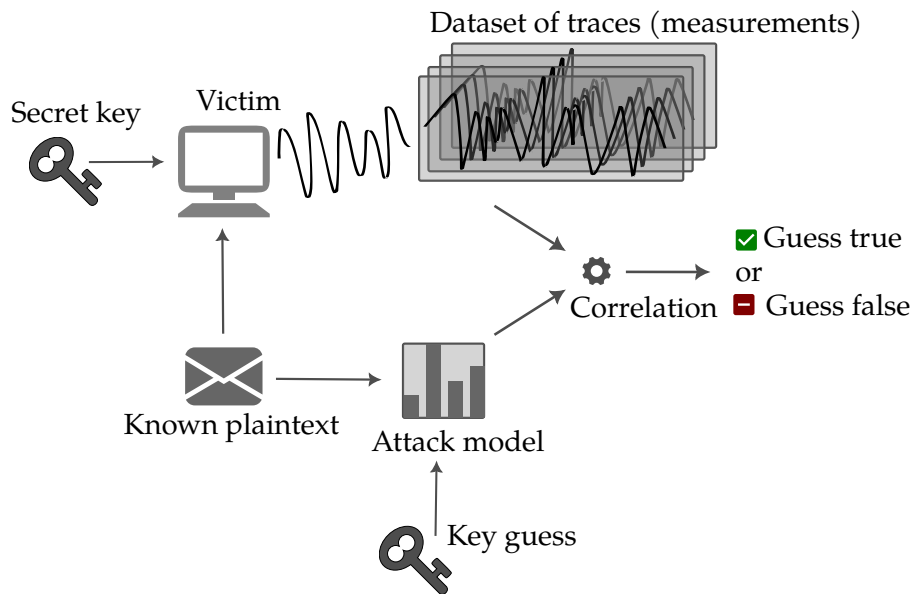 Dataset of traces (measurements)
Victim
Secret key
Guess true
or
Guess false
Correlation
Known plaintext
Attack model
Key guess